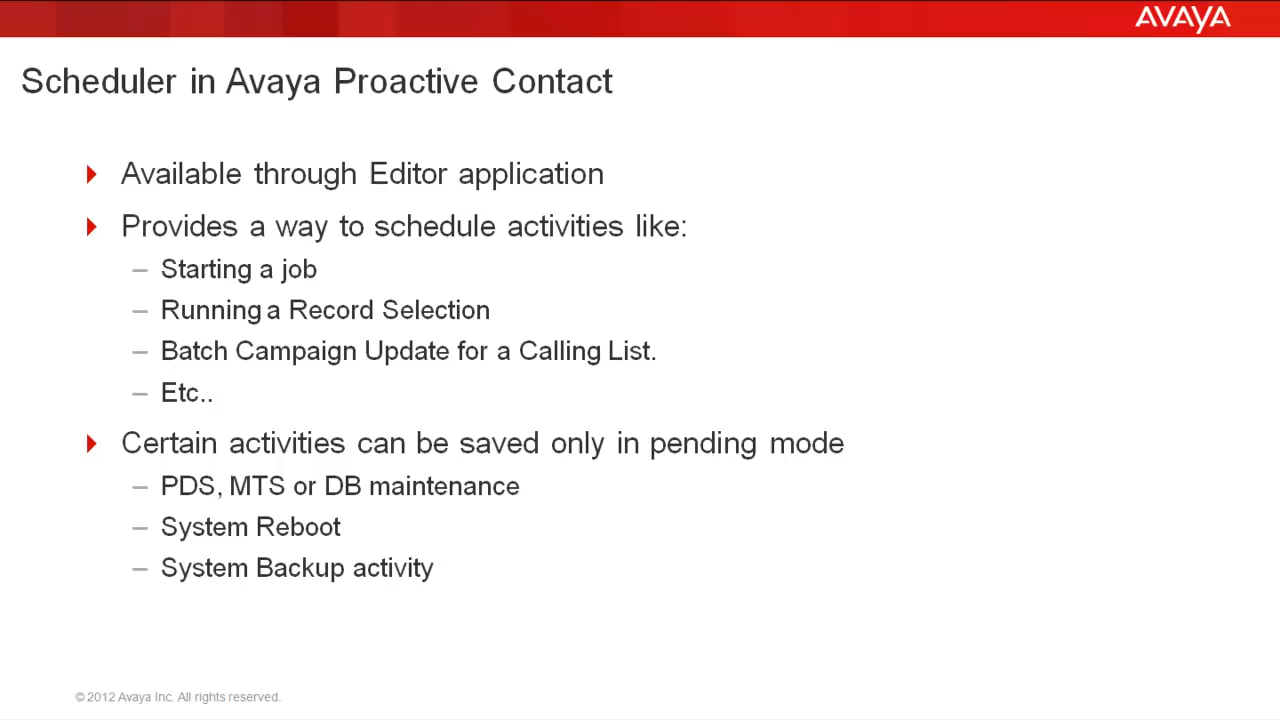 AVAYA
Scheduler in Avaya Proactive Contact
Available through Editor application
Provides a way to schedule activities like:
– Starting a job
– Running a Record Selection
– Batch Campaign Update for a Calling List.
– Etc..
Certain activities can be saved only in pending mode
– PDS, MTS or DB maintenance
– System Reboot
– System Backup activity
© 2012 Avaya Inc. All rights reserved.